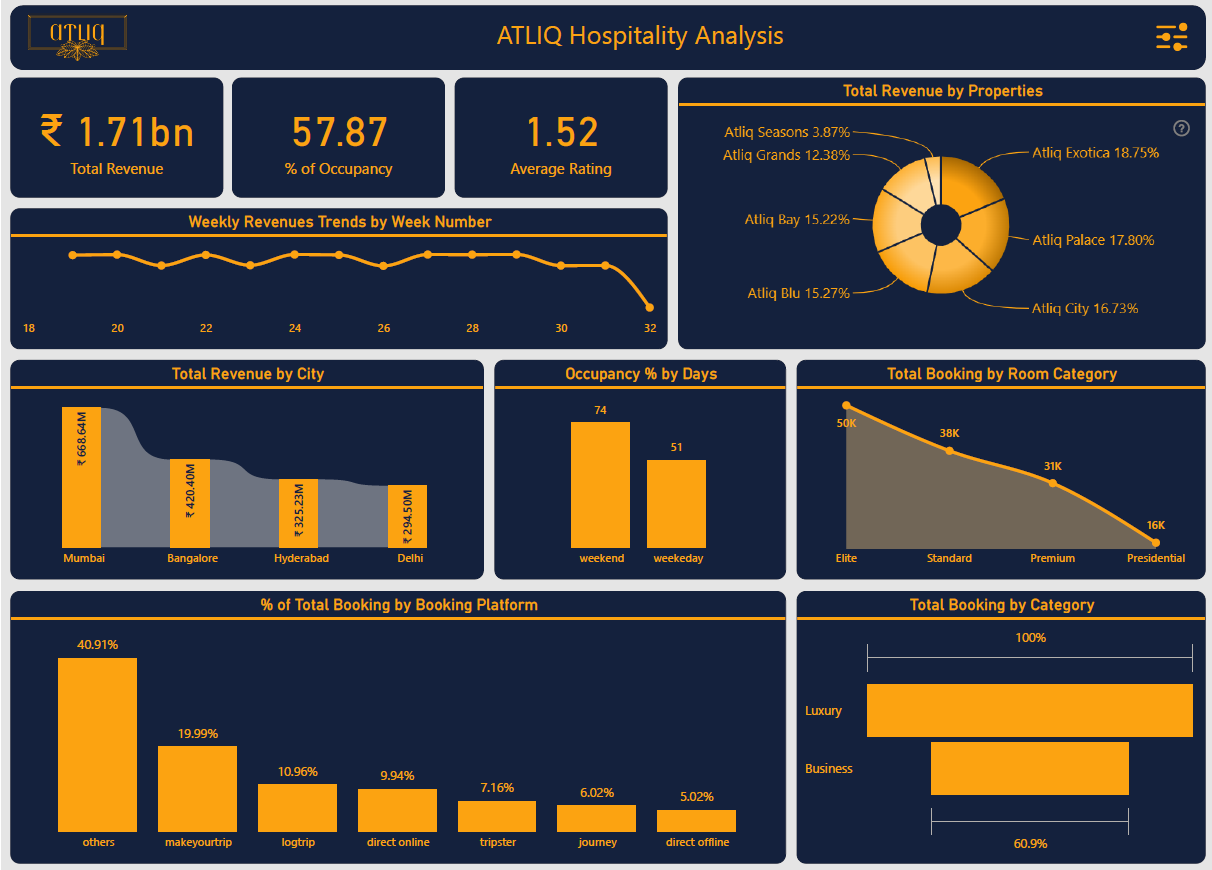 atliq
ATLIQ Hospitality Analysis
₹ 1.71bn
Total Revenue
57.87
% of Occupancy
1.52
Average Rating
Total Revenue by Properties
?
Atliq Seasons 3.87%
Atliq Grands 12.38%
Atliq Bay 15.22%
Atliq Blu 15.27%
Atliq Exotica 18.75%
Atliq Palace 17.80%
Atliq City 16.73%
Weekly Revenues Trends by Week Number
18 20 22 24 26 28 30 32
Total Revenue by City
₹ 668.64M
₹ 420.40M
₹ 325.23M
₹ 294.50M
Mumbai Bangalore Hyderabad Delhi
Occupancy % by Days
74
51
weekend weekeday
Total Booking by Room Category
50K
38K
31K
16K
Elite Standard Premium Presidential
% of Total Booking by Booking Platform
40.91%
19.99%
10.96%
9.94%
7.16%
6.02%
5.02%
others makeyourtrip logtrip direct online tripster journey direct offline
Total Booking by Category
100%
Luxury
Business
60.9%